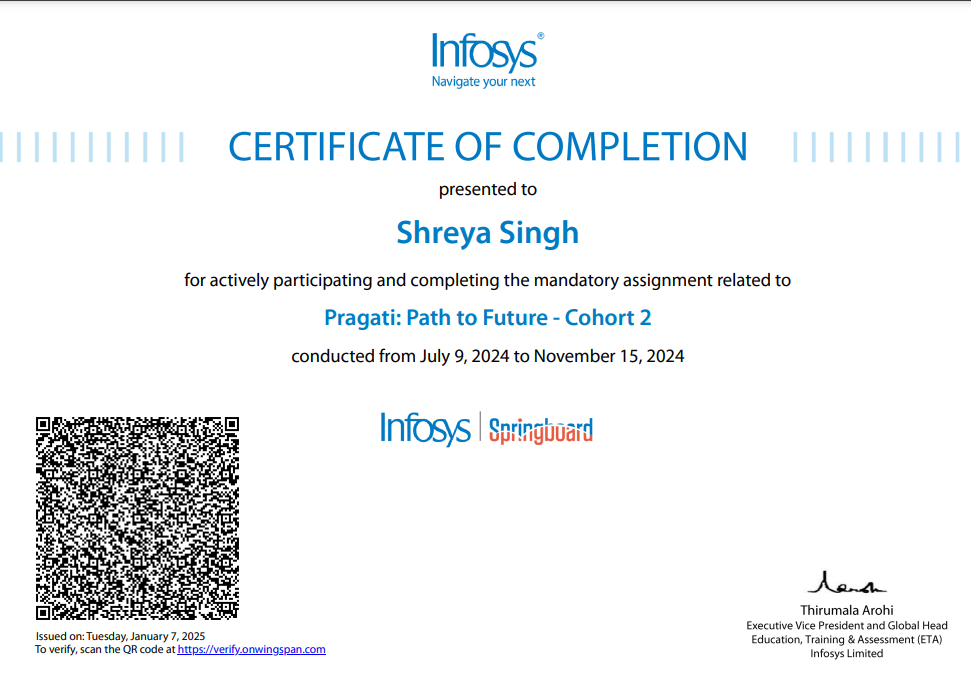 Infosys®
Navigate your next
CERTIFICATE OF COMPLETION
presented to
Shreya Singh
for actively participating and completing the mandatory assignment related to
Pragati: Path to Future - Cohort 2
conducted from July 9, 2024 to November 15, 2024
Infosys | Springboard
Issued on: Tuesday, January 7, 2025
To verify, scan the QR code at https://verify.onwingspan.com
Thirumala Arohi
Executive Vice President and Global Head
Education, Training & Assessment (ETA)
Infosys Limited